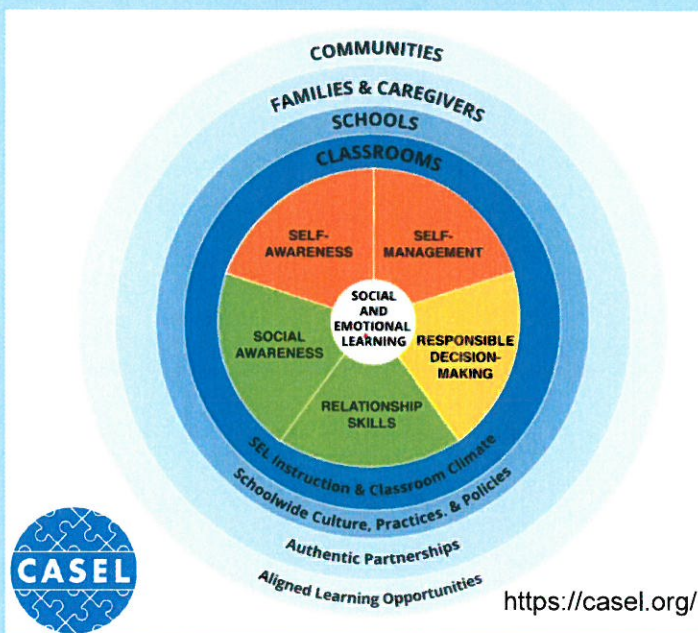 COMMUNITIES
FAMILIES & CAREGIVERS
SCHOOLS
CLASSROOMS
SELF-
AWARENESS
SELF-
MANAGEMENT
SOCIAL
AND
EMOTIONAL
LEARNING
SOCIAL
AWARENESS
RESPONSIBLE
DECISION-
MAKING
RELATIONSHIP
SKILLS
SEL Instruction & Classroom Climate
Schoolwide Culture, Practices. & Policies
Authentic Partnerships
Aligned Learning Opportunities
CASEL
https://casel.org/